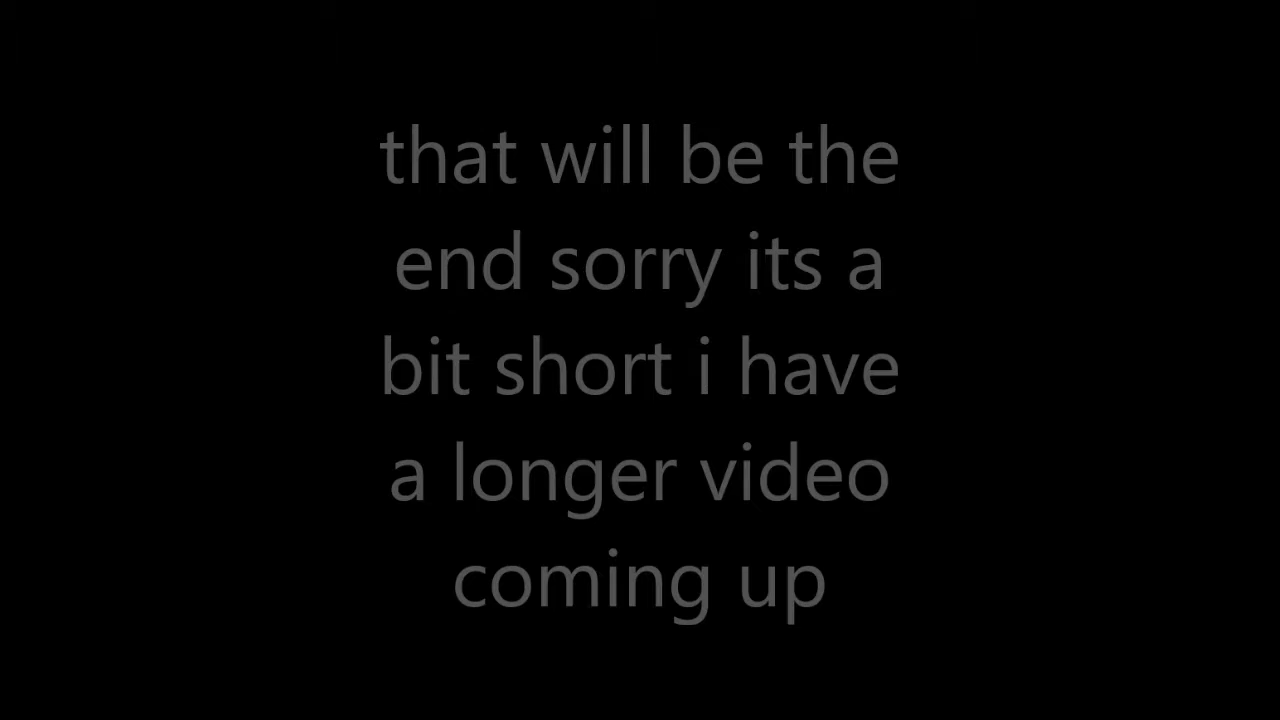 that will be the
end sorry its a
bit short i have
a longer video
coming up